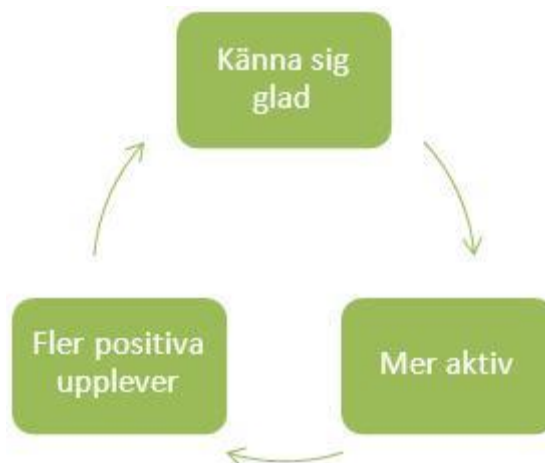 Känna sig
glad
Mer aktiv
Fler positiva
upplever